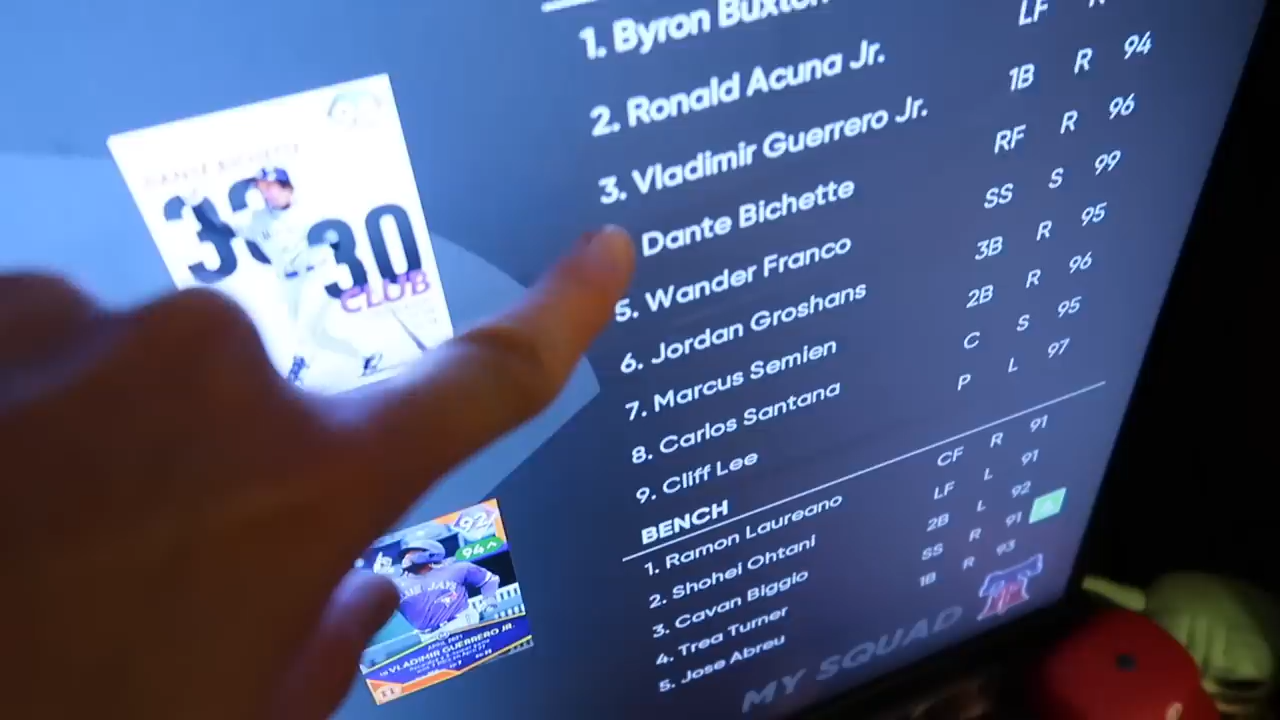 1. Byron Buxton
LF
2. Ronald Acuna Jr. 1B R 94
3. Vladimir Guerrero Jr. RF R 96
Dante Bichette SS S 99
5. Wander Franco 3B R 95
6. Jordan Groshans 2B R 96
7. Marcus Semien C S 95
8. Carlos Santana P L 97
9. Cliff Lee
BENCH
CF R 91
1. Ramon Laureano LF L 91
2. Shohei Ohtani 2B L 92
3. Cavan Biggio SS R 91
4. Trea Turner 1B R 93
5. Jose Abreu
MY SQUAD
30
CLUB
92
94
VLADIMIR GUERRERO JR.